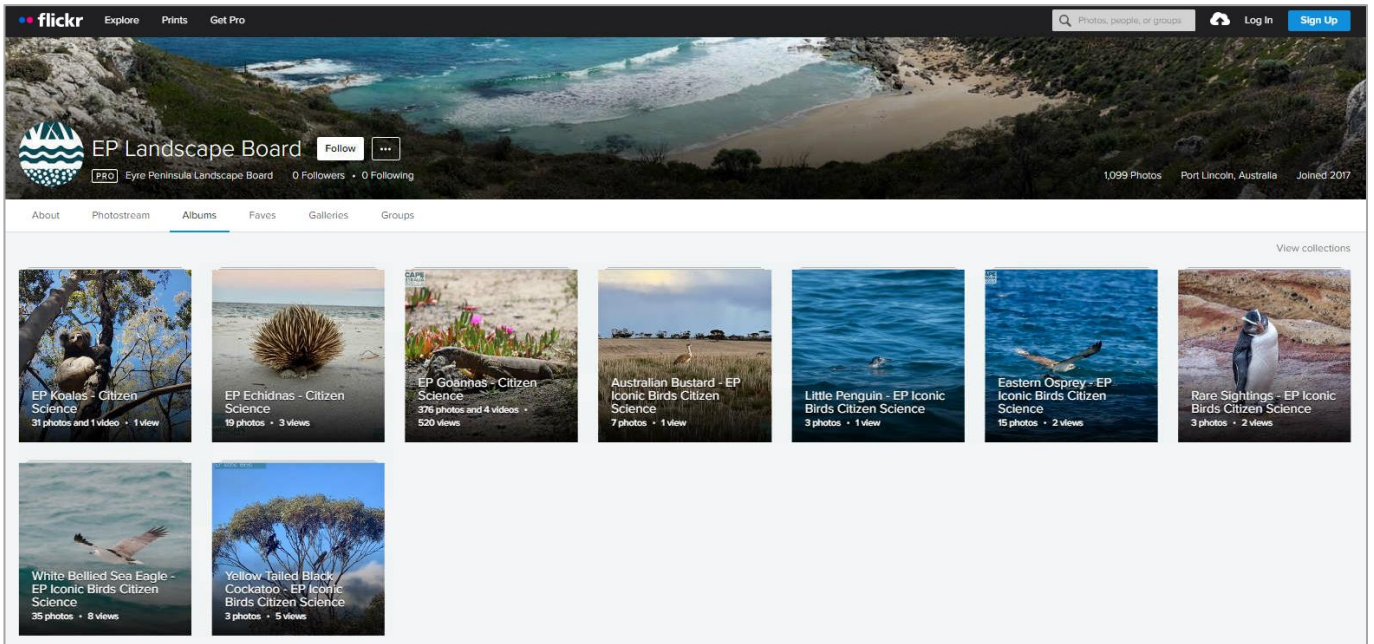 flickr Explore Prints Get Pro Photos, people, or groups Log In Sign Up
EP Landscape Board Follow ...
PRO Eyre Peninsula Landscape Board 0 Followers • 0 Following 1,099 Photos Port Lincoln, Australia Joined 2017
About Photostream Albums Faves Galleries Groups
View collections
EP Koalas - Citizen
Science
31 photos and 1 video • 1 view
EP Echidnas - Citizen
Science
19 photos • 3 views
CAPE
EP Goannas - Citizen
Science
376 photos and 4 videos •
520 views
Australian Bustard - EP
Iconic Birds Citizen
Science
7 photos • 1 view
Little Penguin - EP Iconic
Birds Citizen Science
3 photos • 1 view
Eastern Osprey - EP
Iconic Birds Citizen
Science
15 photos • 2 views
Rare Sightings - EP Iconic
Birds Citizen Science
3 photos • 2 views
White Bellied Sea Eagle -
EP Iconic Birds Citizen
Science
35 photos • 8 views
Yellow Tailed Black
Cockatoo - EP Iconic
Birds Citizen Science
3 photos • 5 views